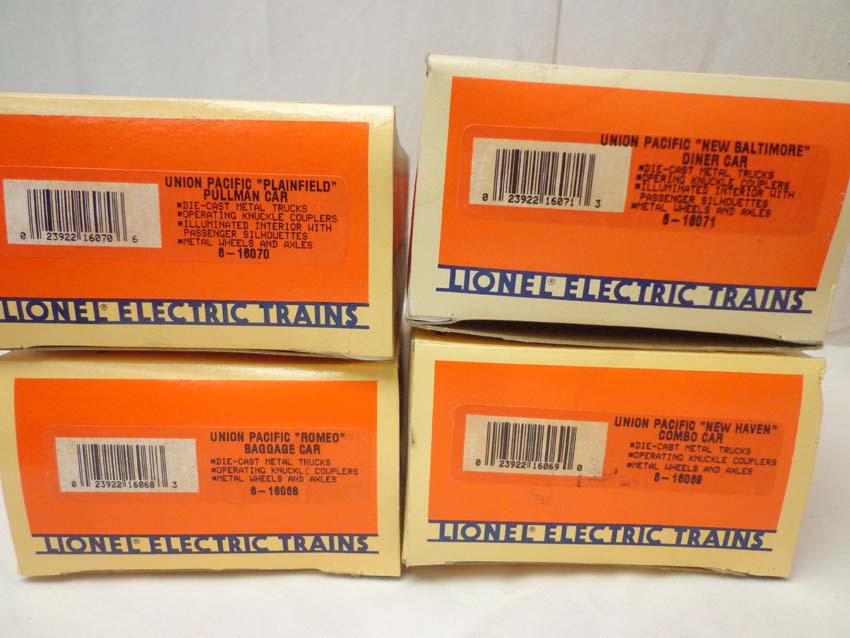 UNION PACIFIC "PLAINFIELD"
PULLMAN CAR
*DIE-CAST METAL TRUCKS
*OPERATING KNUCKLE COUPLERS
*ILLUMINATED INTERIOR WITH
PASSENGER SILHOUETTES
*METAL WHEELS AND AXLES
6-16070
0 23922 16070 6
LIONEL® ELECTRIC TRAINS
UNION PACIFIC "NEW BALTIMORE"
DINER CAR
*DIE-CAST METAL TRUCKS
*OPERING KNUCKLE COUPLERS
*ILLUMINATED INTERIOR WITH
PASSENGER SILHOUETTES
*METAL WHEELS AND AXLES
6-16071
0 23922 16071 3
LIONEL® ELECTRIC TRAINS
UNION PACIFIC "ROMEO"
BAGGAGE CAR
*DIE-CAST METAL TRUCKS
*OPERATING KNUCKLE COUPLERS
*METAL WHEELS AND AXLES
6-16068
0 23922 16068 3
LIONEL® ELECTRIC TRAINS
UNION PACIFIC "NEW HAVEN"
COMBO CAR
*DIE-CAST METAL TRUCKS
*OPERATING KNUCKLE COUPLERS
*METAL WHEELS AND AXLES
6-16069
0 23922 16069 0
LIONEL® ELECTRIC TRAINS